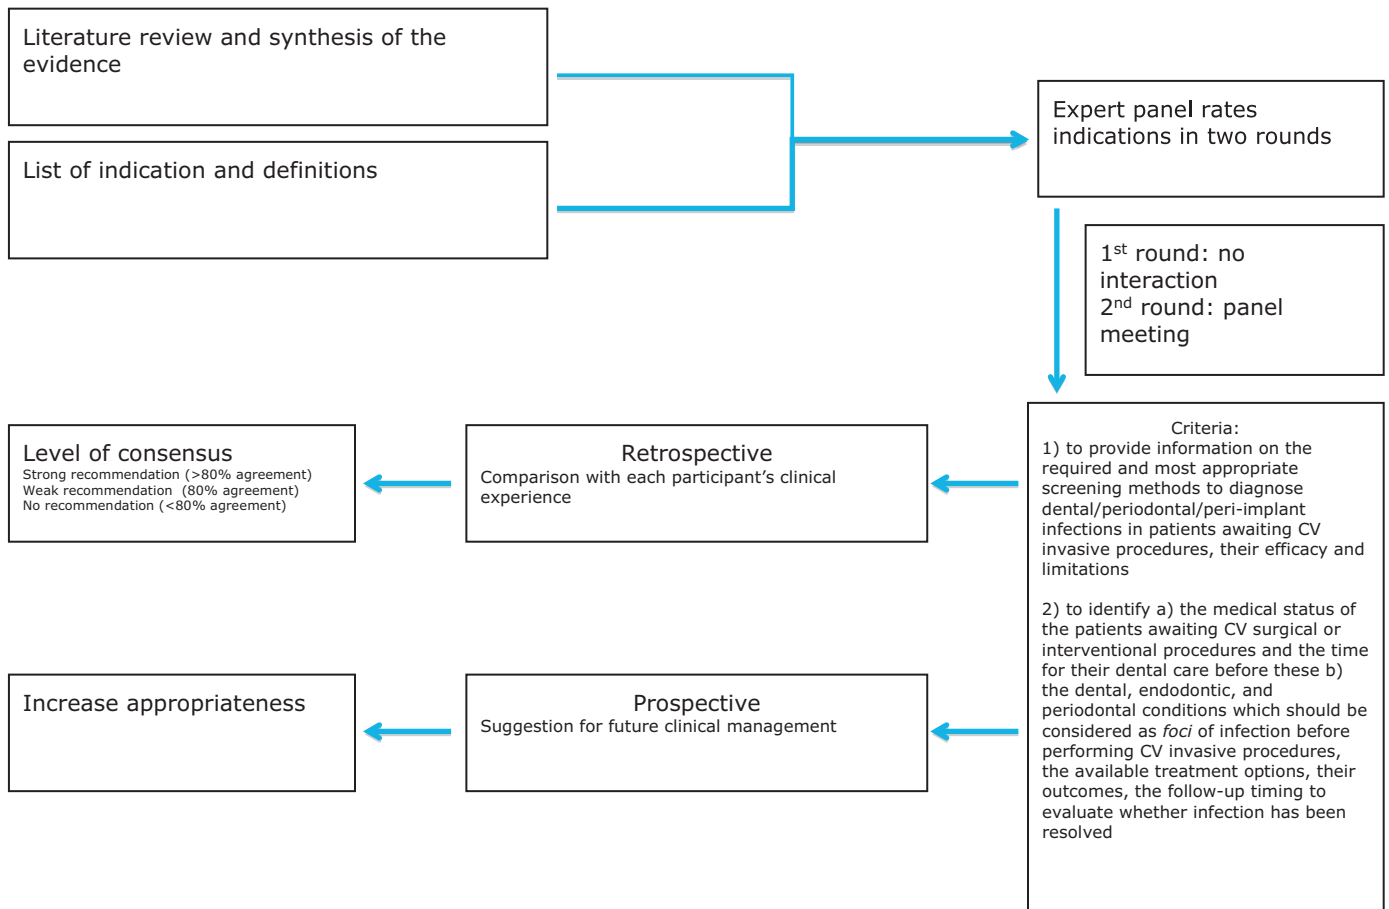 Literature review and synthesis of the
evidence
List of indication and definitions
Expert panel rates
indications in two rounds
1st round: no
interaction
2nd round: panel
meeting
Criteria:
1) to provide information on the
required and most appropriate
screening methods to diagnose
dental/periodontal/peri-implant
infections in patients awaiting CV
invasive procedures, their efficacy and
limitations
2) to identify a) the medical status of
the patients awaiting CV surgical or
interventional procedures and the time
for their dental care before these b)
the dental, endodontic, and
periodontal conditions which should be
considered as foci of infection before
performing CV invasive procedures,
the available treatment options, their
outcomes, the follow-up timing to
evaluate whether infection has been
resolved
Retrospective
Comparison with each participant's clinical
experience
Level of consensus
Strong recommendation (>80% agreement)
Weak recommendation (80% agreement)
No recommendation (<80% agreement)
Prospective
Suggestion for future clinical management
Increase appropriateness